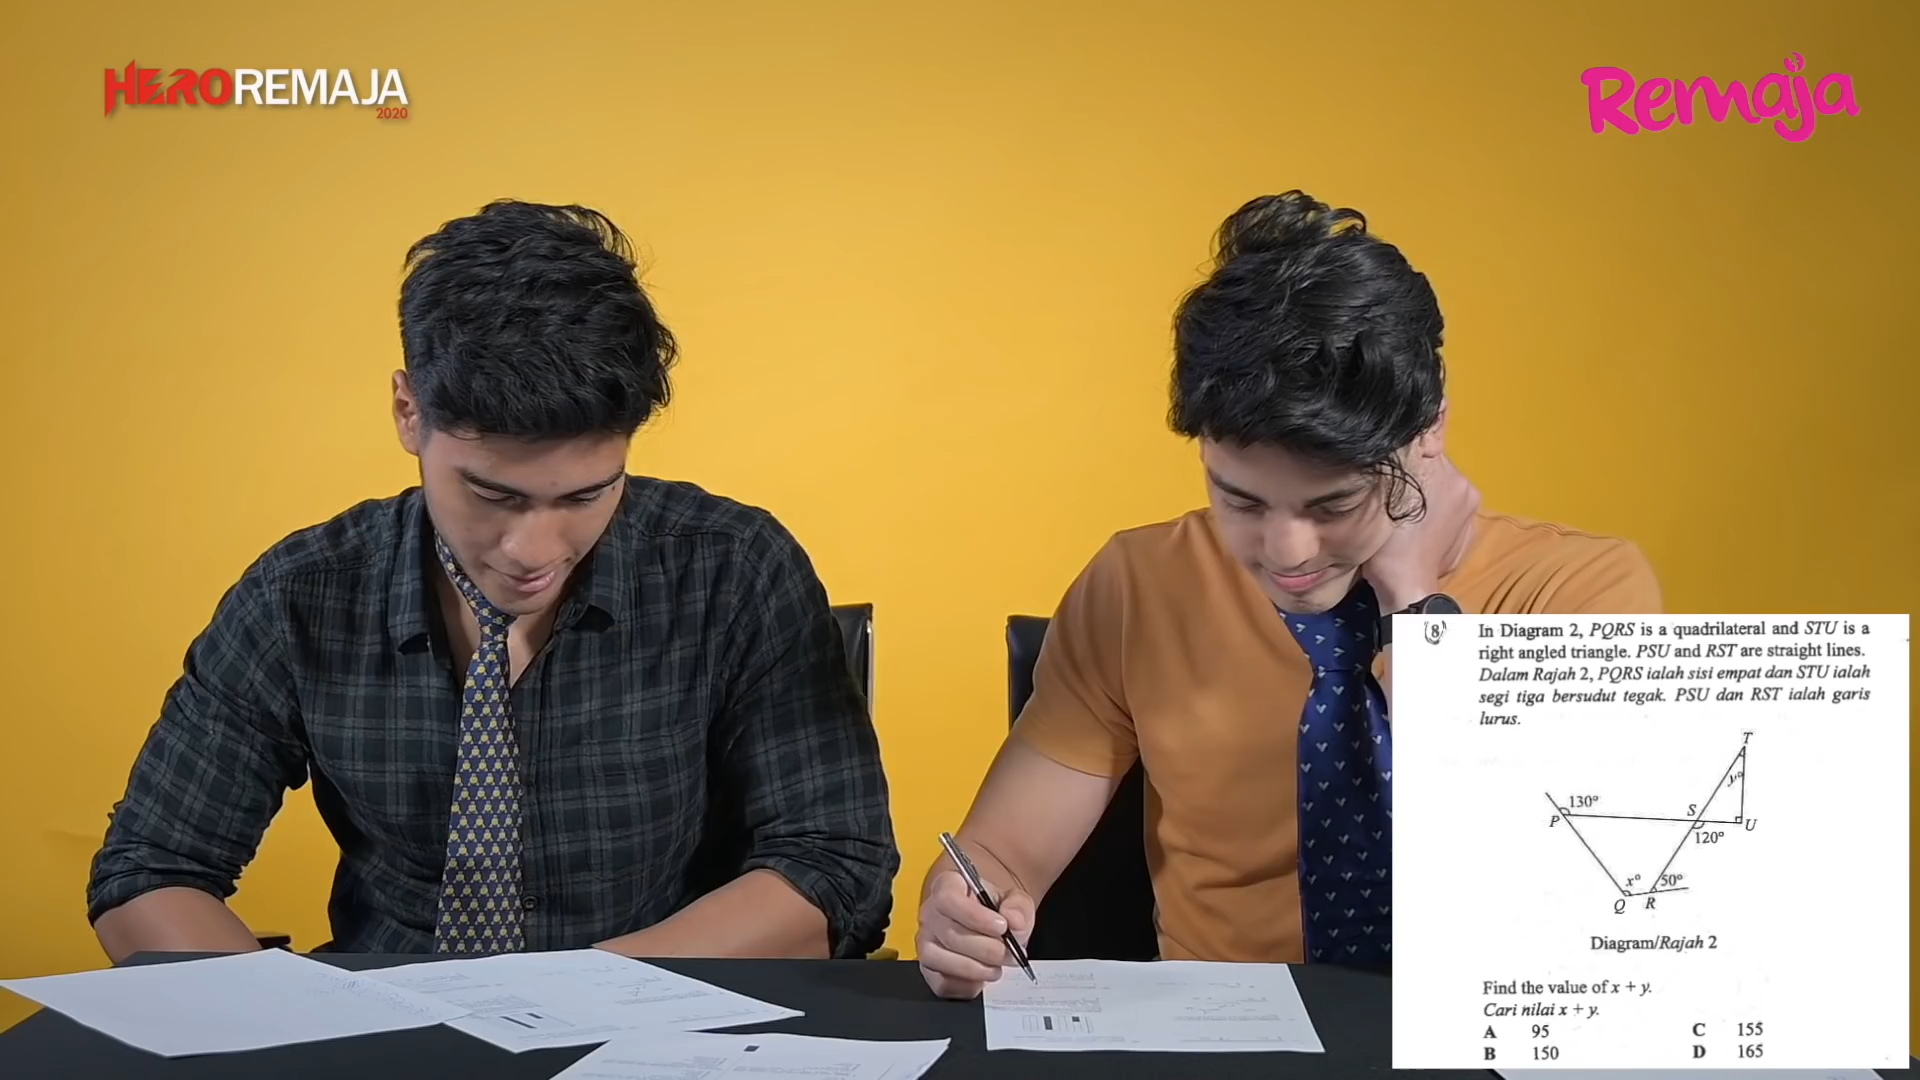 HEROREMAJA
2020
Remaja
8
In Diagram 2, PQRS is a quadrilateral and STU is a
right angled triangle. PSU and RST are straight lines.
Dalam Rajah 2, PQRS ialah sisi empat dan STU ialah
segi tiga bersudut tegak. PSU dan RST ialah garis
lurus.
T
y°
130°
S
P
U
120°
x°
50°
Q
R
Diagram/Rajah 2
Find the value of x + y.
Cari nilai x + y.
A 95
C 155
B 150
D 165